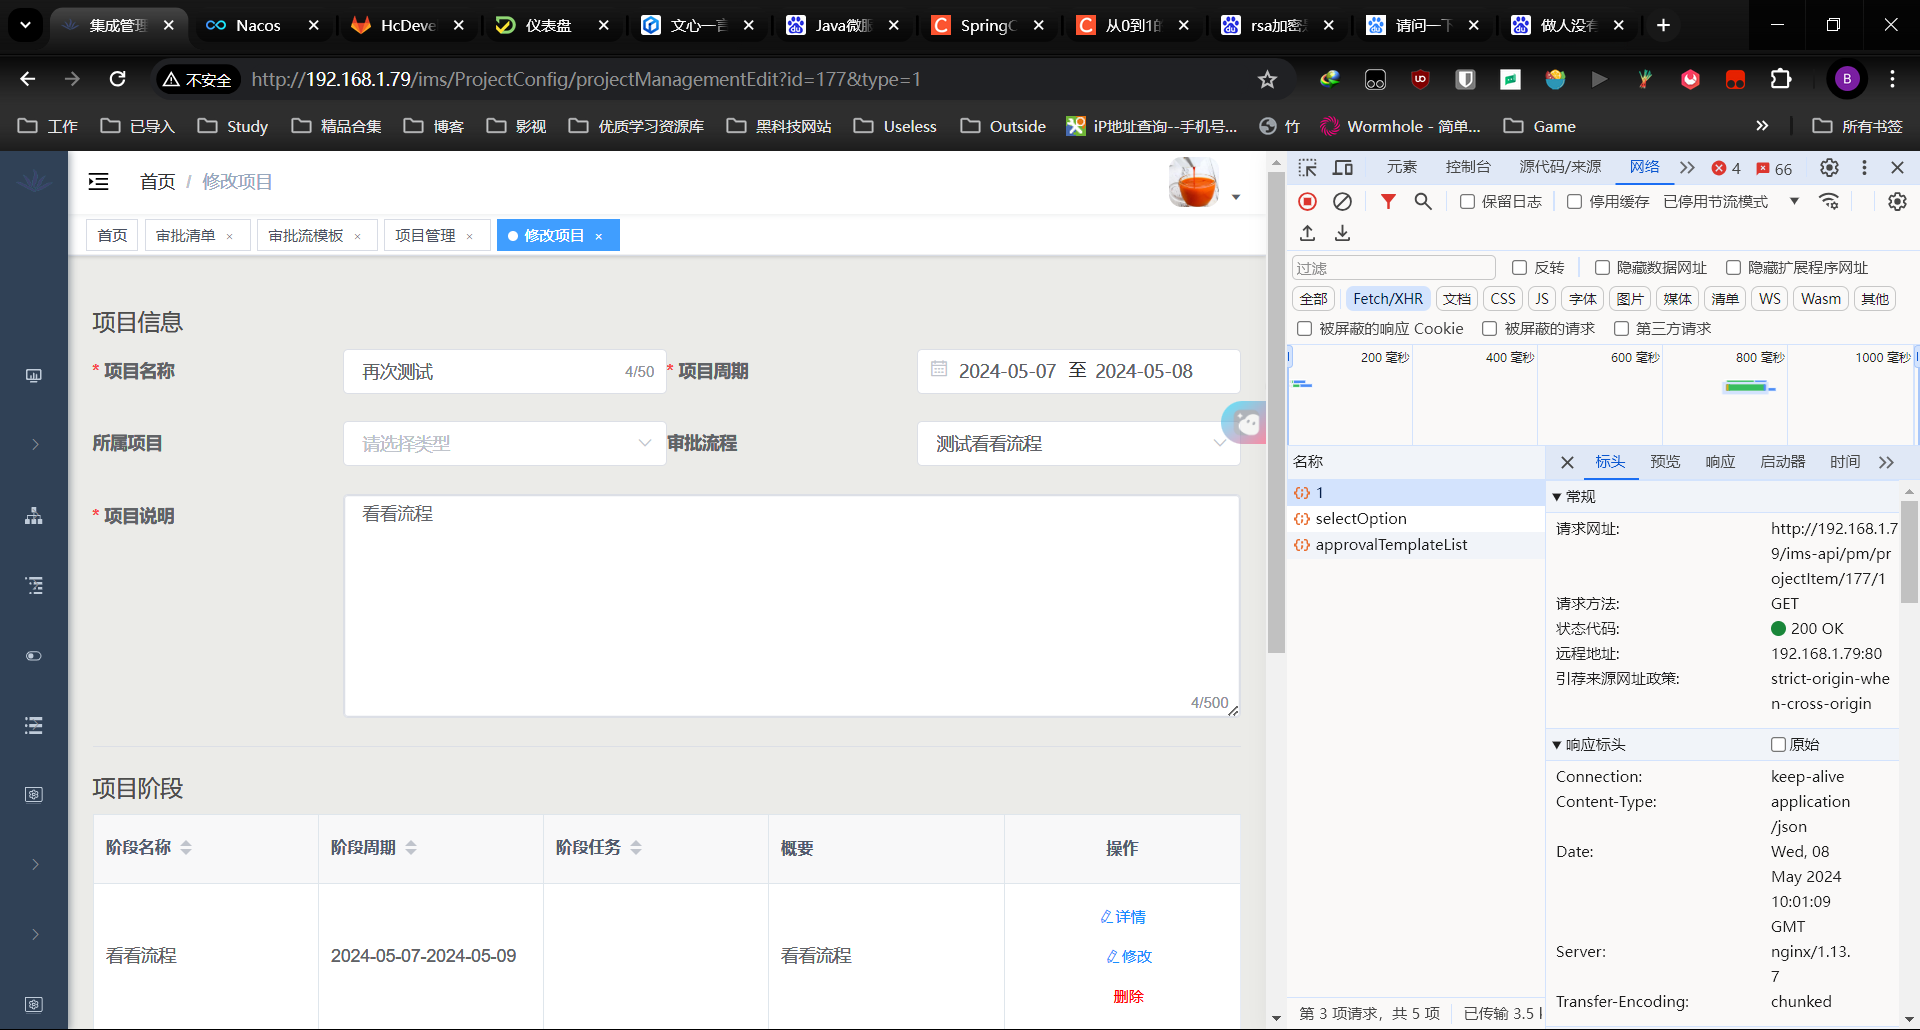 集成管理
Nacos
HcDeve
仪表盘
文心一言
Java微服
SpringC
从0到1的
rsa加密
请问一下
做人没有
不安全
http://192.168.1.79/ims/ProjectConfig/projectManagementEdit?id=177&type=1
B
工作
已导入
Study
精品合集
博客
影视
优质学习资源库
黑科技网站
Useless
Outside
iP地址查询--手机号...
竹
Wormhole - 简单...
Game
所有书签
首页 / 修改项目
首页
审批清单
审批流模板
项目管理
修改项目
项目信息
* 项目名称
再次测试
4/50
* 项目周期
2024-05-07 至 2024-05-08
所属项目
请选择类型
审批流程
测试看看流程
* 项目说明
看看流程
4/500
项目阶段
阶段名称
阶段周期
阶段任务
概要
操作
看看流程
2024-05-07-2024-05-09
看看流程
详情
修改
删除
元素
控制台
源代码/来源
网络
4
66
保留日志
停用缓存
已停用节流模式
过滤
反转
隐藏数据网址
隐藏扩展程序网址
全部
Fetch/XHR
文档
CSS
JS
字体
图片
媒体
清单
WS
Wasm
其他
被屏蔽的响应 Cookie
被屏蔽的请求
第三方请求
200 毫秒
400 毫秒
600 毫秒
800 毫秒
1000 毫秒
名称
1
selectOption
approvalTemplateList
标头
预览
响应
启动器
时间
常规
请求网址:
http://192.168.1.7
9/ims-api/pm/pr
ojectItem/177/1
请求方法:
GET
状态代码:
200 OK
远程地址:
192.168.1.79:80
引荐来源网址政策:
strict-origin-whe
n-cross-origin
响应标头
原始
Connection:
keep-alive
Content-Type:
application
/json
Date:
Wed, 08
May 2024
10:01:09
GMT
Server:
nginx/1.13.
7
Transfer-Encoding:
chunked
第 3 项请求，共 5 项
已传输 3.5